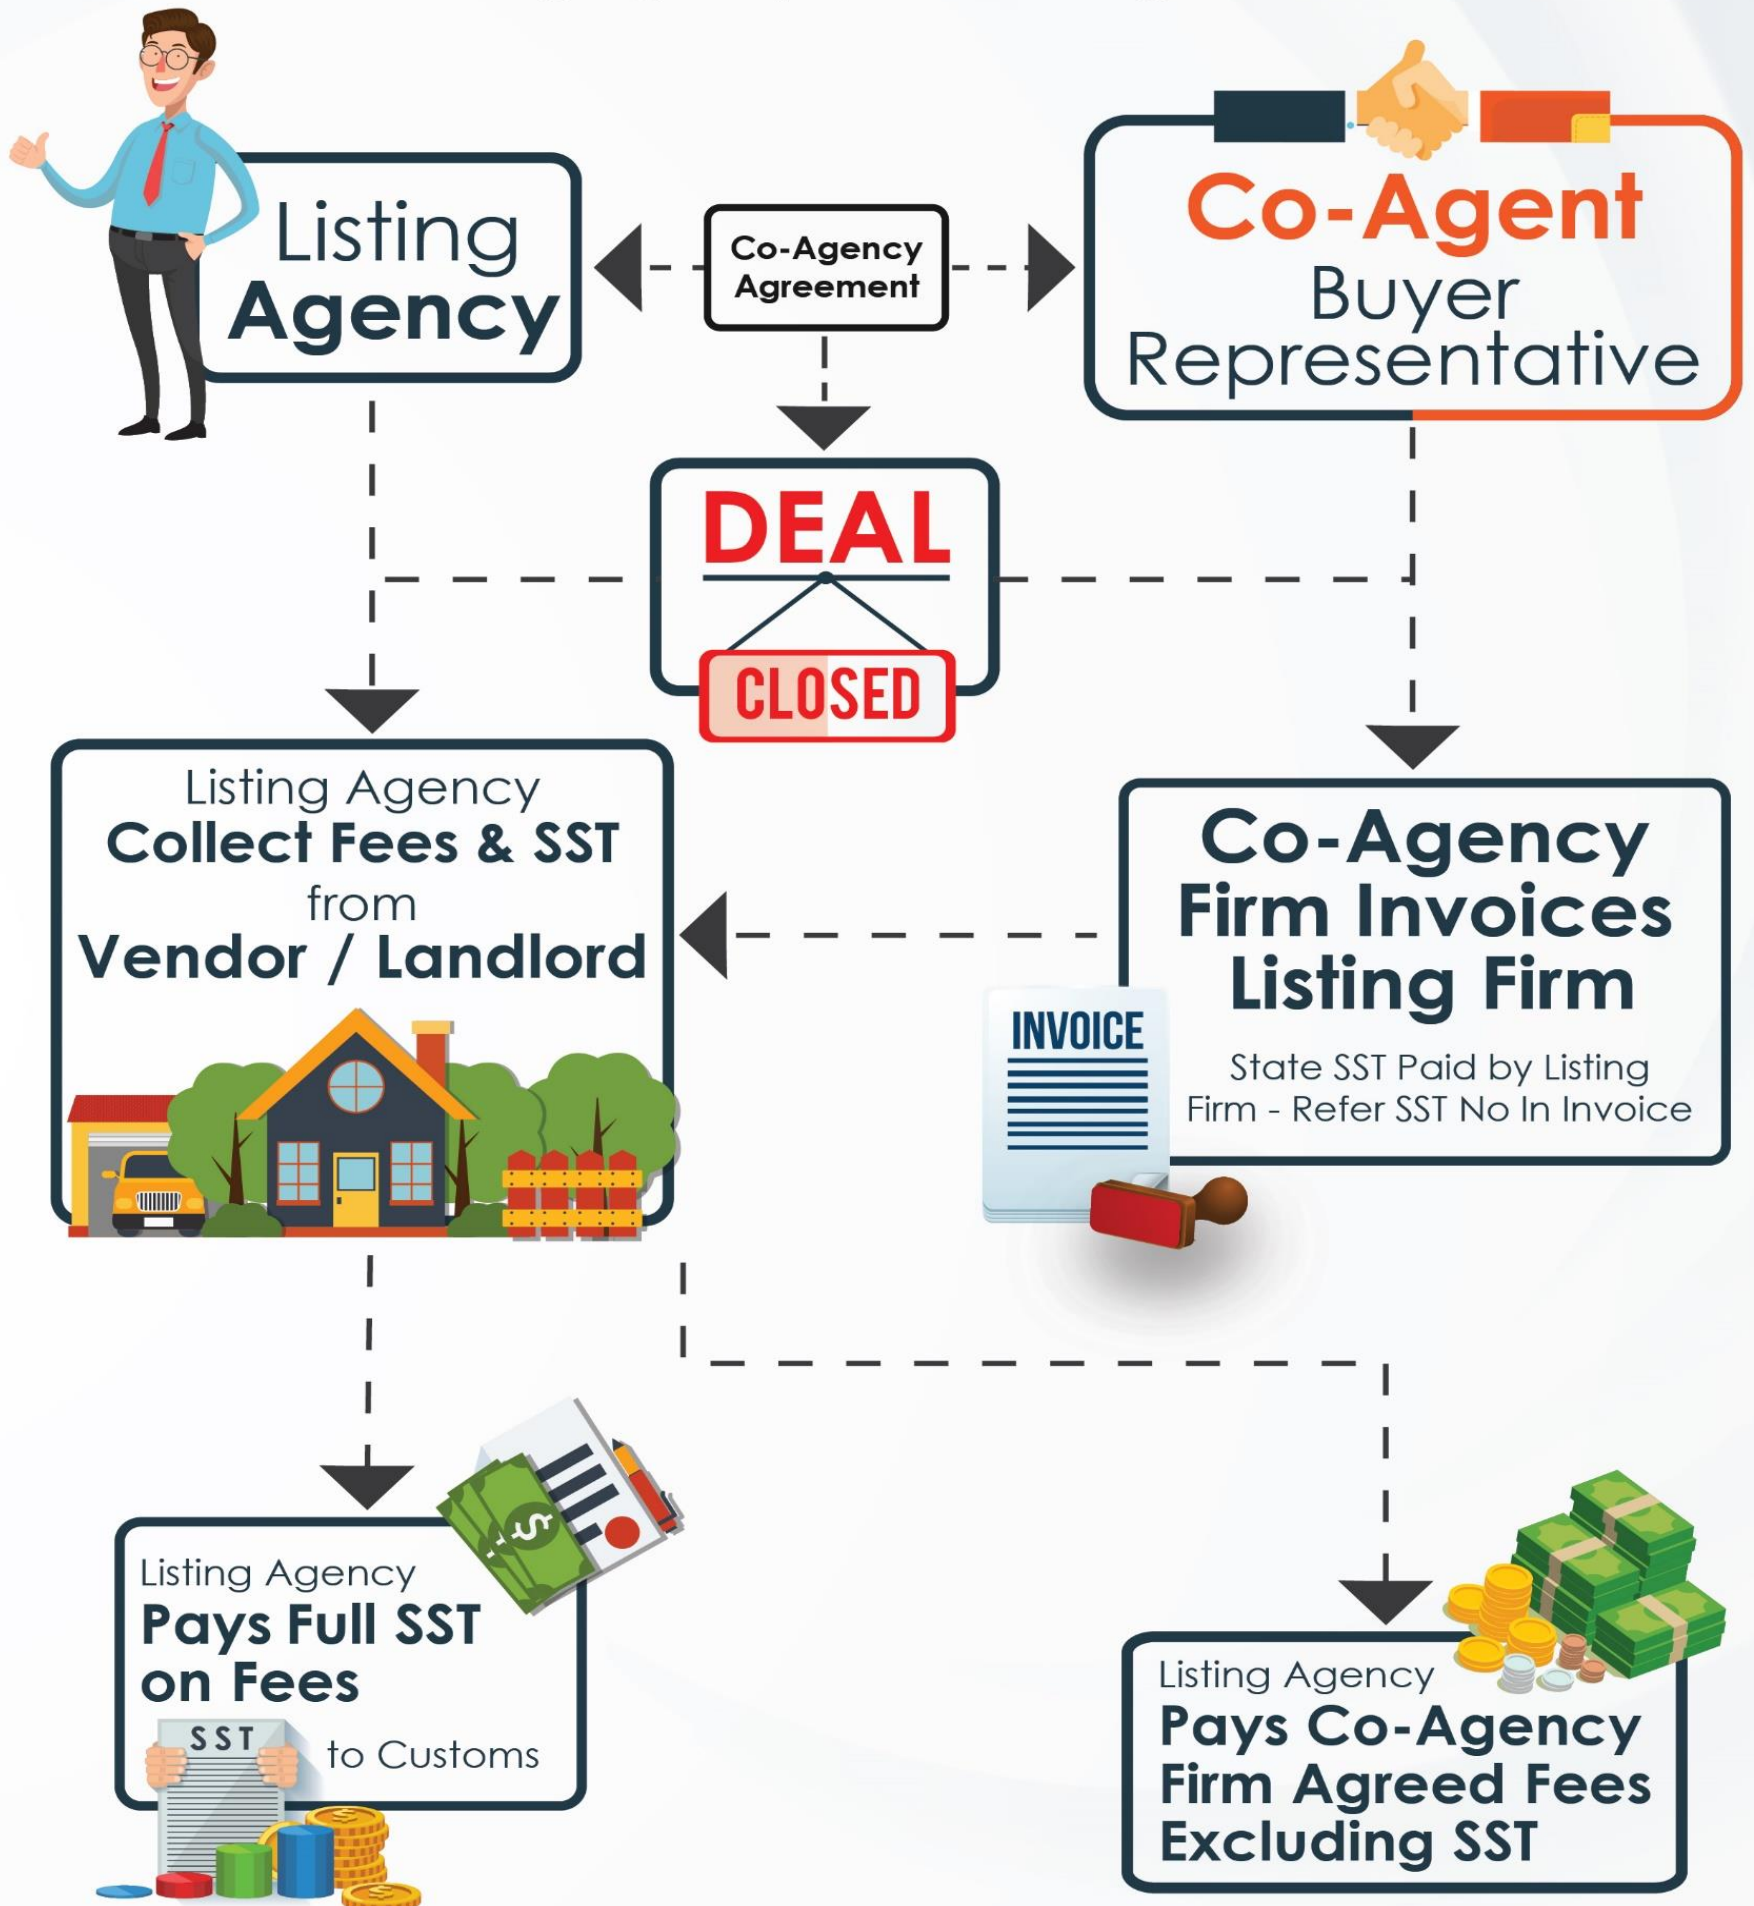 Listing
Agency
Co-Agency
Agreement
Co-Agent
Buyer
Representative
DEAL
CLOSED
Listing Agency
Collect Fees & SST
from
Vendor / Landlord
Co-Agency
Firm Invoices
Listing Firm
State SST Paid by Listing
Firm - Refer SST No In Invoice
INVOICE
Listing Agency
Pays Full SST
on Fees
to Customs
SST
Listing Agency
Pays Co-Agency
Firm Agreed Fees
Excluding SST